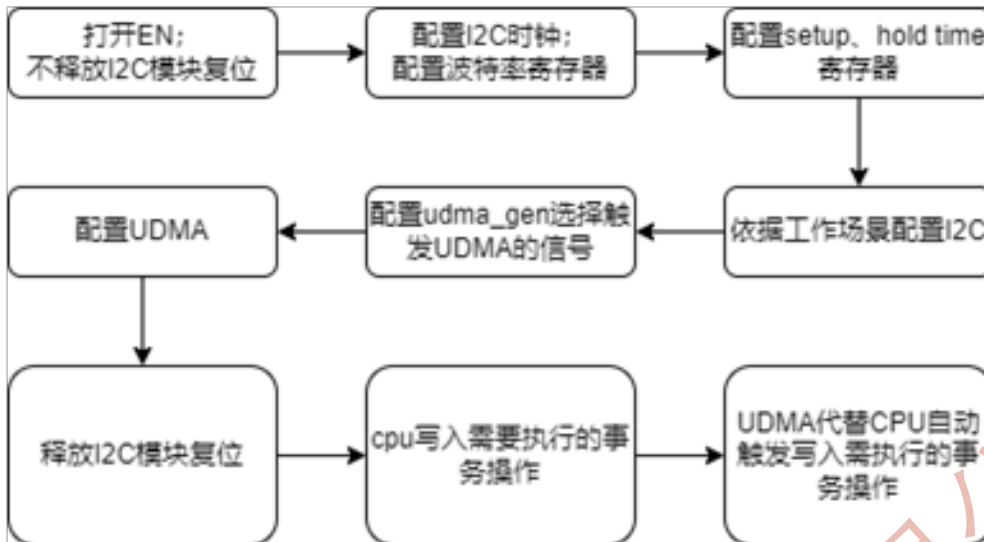 打开EN；
不释放I2C模块复位
配置I2C时钟；
配置波特率寄存器
配置setup、hold time
寄存器
依据工作场景配置I2C
配置udma_gen选择触
发UDMA的信号
配置UDMA
释放I2C模块复位
cpu写入需要执行的事
务操作
UDMA代替CPU自动
触发写入需执行的事
务操作